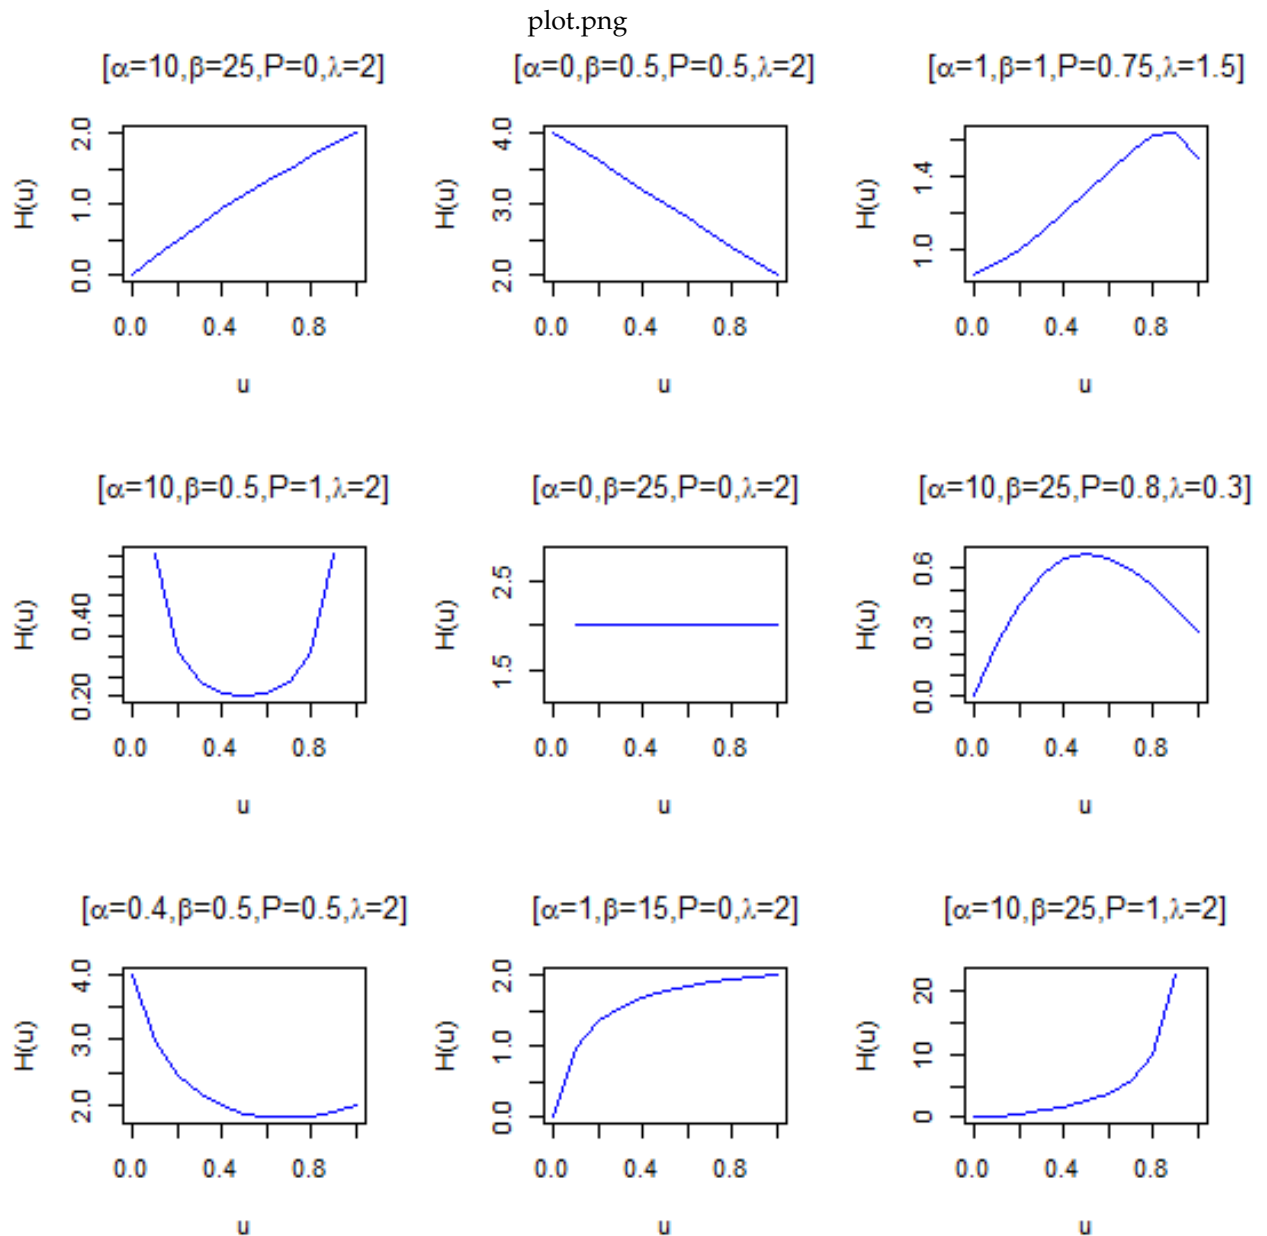 plot.png
[α=10,β=25,P=0,λ=2]
[α=0,β=0.5,P=0.5,λ=2]
[α=1,β=1,P=0.75,λ=1.5]
H(u)
0.0 1.0 2.0
0.0 0.4 0.8
u
H(u)
2.0 3.0 4.0
0.0 0.4 0.8
u
H(u)
1.0 1.4
0.0 0.4 0.8
u
[α=10,β=0.5,P=1,λ=2]
[α=0,β=25,P=0,λ=2]
[α=10,β=25,P=0.8,λ=0.3]
H(u)
0.20 0.40
0.0 0.4 0.8
u
H(u)
1.5 2.5
0.0 0.4 0.8
u
H(u)
0.0 0.3 0.6
0.0 0.4 0.8
u
[α=0.4,β=0.5,P=0.5,λ=2]
[α=1,β=15,P=0,λ=2]
[α=10,β=25,P=1,λ=2]
H(u)
2.0 3.0 4.0
0.0 0.4 0.8
u
H(u)
0.0 1.0 2.0
0.0 0.4 0.8
u
H(u)
0 10 20
0.0 0.4 0.8
u